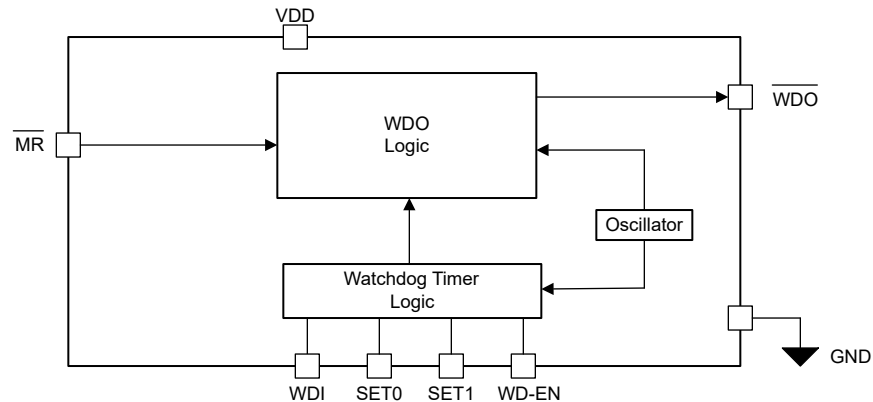 VDD
WDO
Logic
WDO
MR
Oscillator
Watchdog Timer
Logic
GND
WDI
SET0
SET1
WD-EN